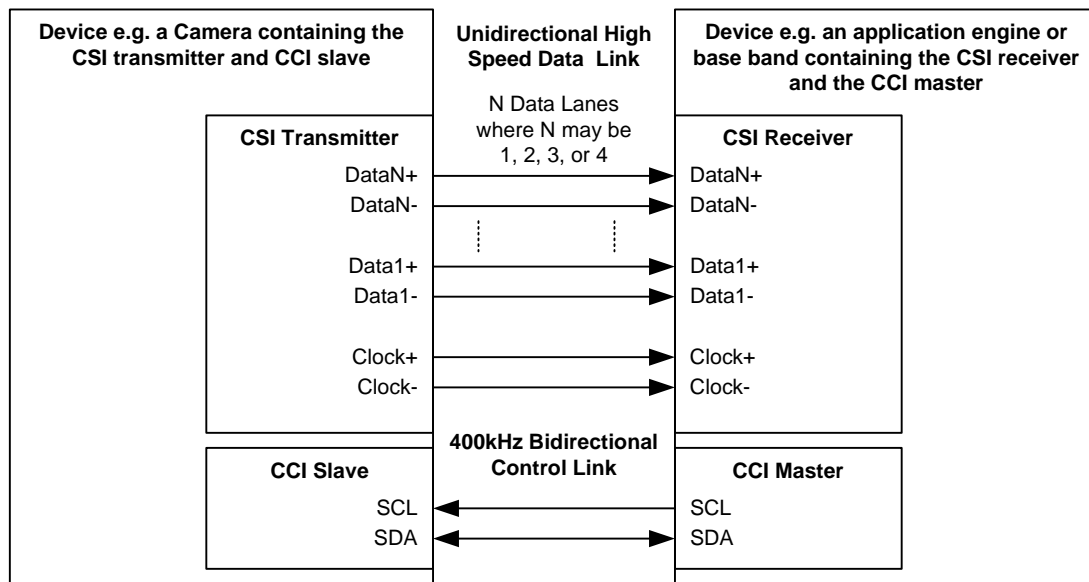 Device e.g. a Camera containing the
CSI transmitter and CCI slave
Unidirectional High
Speed Data Link
Device e.g. an application engine or
base band containing the CSI receiver
and the CCI master
N Data Lanes
where N may be
1, 2, 3, or 4
CSI Transmitter
DataN+
DataN-
Data1+
Data1-
Clock+
Clock-
CSI Receiver
DataN+
DataN-
Data1+
Data1-
Clock+
Clock-
400kHz Bidirectional
Control Link
CCI Slave
SCL
SDA
CCI Master
SCL
SDA